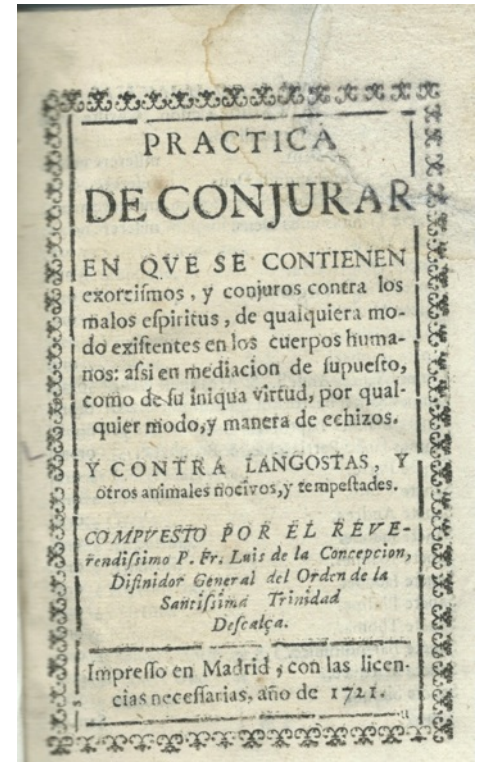 PRACTICA
DE CONJURAR
EN QVE SE CONTIENEN
exorciſmos, y conjuros contra los
malos eſpiritus, de qualquiera mo-
do exiſtentes en los cuerpos huma-
nos: aſsi en mediacion de ſupueſto,
como de ſu iniqua virtud, por qual-
quier modo, y manera de echizos.
Y CONTRA LANGOSTAS, Y
otros animales nocivos, y tempeſtades.
COMPVESTO POR EL REVE-
rendiſsimo P. Fr. Luis de la Concepcion,
Difinidor General del Orden de la
Santiſsima Trinidad
Deſcalça.
Impreſſo en Madrid, con las licen-
cias neceſſarias, año de 1721.